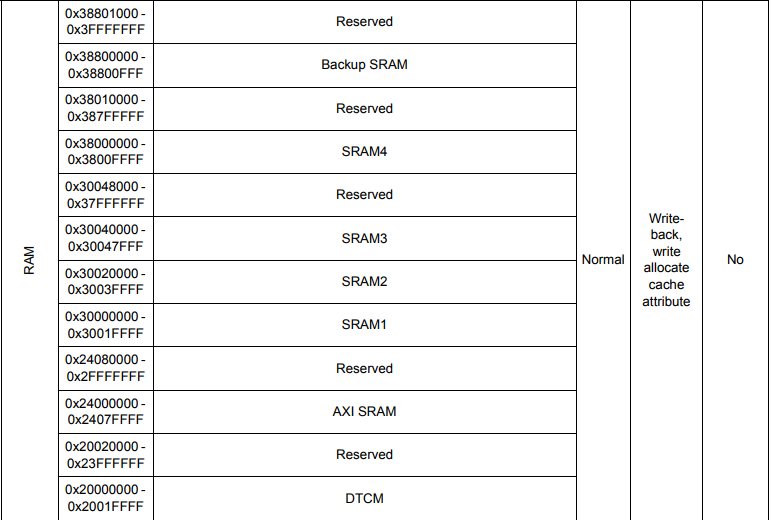 RAM
0x38801000 -
0x3FFFFFFF
Reserved
0x38800000 -
0x38800FFF
Backup SRAM
0x38010000 -
0x387FFFFF
Reserved
0x38000000 -
0x3800FFFF
SRAM4
0x30048000 -
0x37FFFFFF
Reserved
0x30040000 -
0x30047FFF
SRAM3
0x30020000 -
0x3003FFFF
SRAM2
0x30000000 -
0x3001FFFF
SRAM1
0x24080000 -
0x2FFFFFFF
Reserved
0x24000000 -
0x2407FFFF
AXI SRAM
0x20020000 -
0x23FFFFFF
Reserved
0x20000000 -
0x2001FFFF
DTCM
Normal
Write-
back,
write
allocate
cache
attribute
No